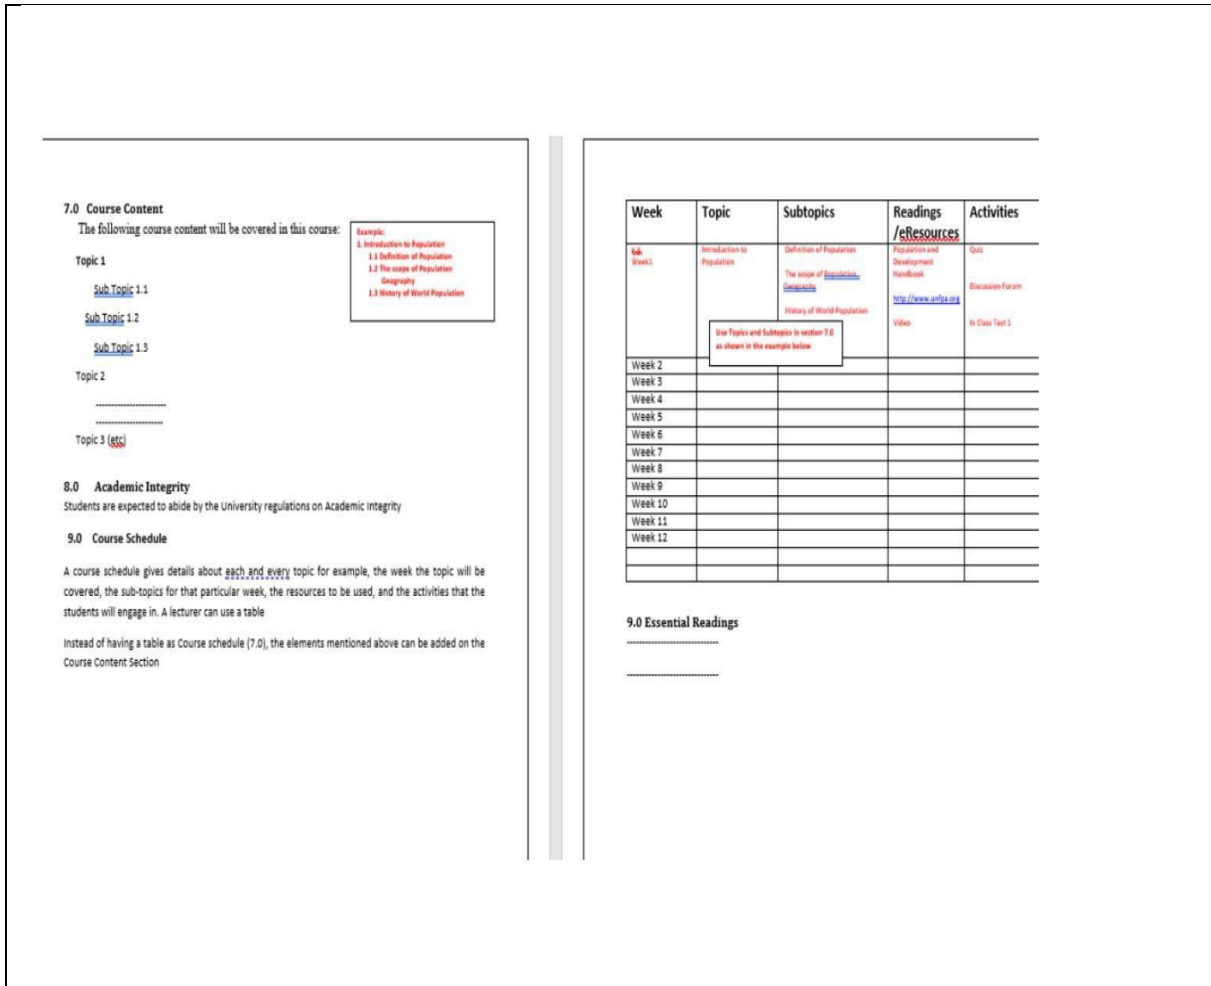 7.0 Course Content
The following course content will be covered in this course:
Example:
1. Introduction to Population
1.1 Definition of Population
1.2 The scope of Population
Geography
1.3 History of World Population
Topic 1
Sub Topic 1.1
Sub Topic 1.2
Sub Topic 1.3
Topic 2
------------------------
------------------------
Topic 3 (etc)
8.0 Academic Integrity
Students are expected to abide by the University regulations on Academic Integrity
9.0 Course Schedule
A course schedule gives details about each and every topic for example, the week the topic will be
covered, the sub-topics for that particular week, the resources to be used, and the activities that the
students will engage in. A lecturer can use a table
Instead of having a table as Course schedule (7.0), the elements mentioned above can be added on the
Course Content Section
Week Topic Subtopics Readings Activities
/eResources
Introduction to Definition of Population Population and Quiz
Week1 Population Development
The scope of Population Handbook
Geography Discussion Forum
http://www.unfpa.org
History of World Population
Video In Class Test 1
Use Topics and Subtopics in section 7.0
as shown in the example below
Week 2
Week 3
Week 4
Week 5
Week 6
Week 7
Week 8
Week 9
Week 10
Week 11
Week 12
9.0 Essential Readings
------------------------------
------------------------------